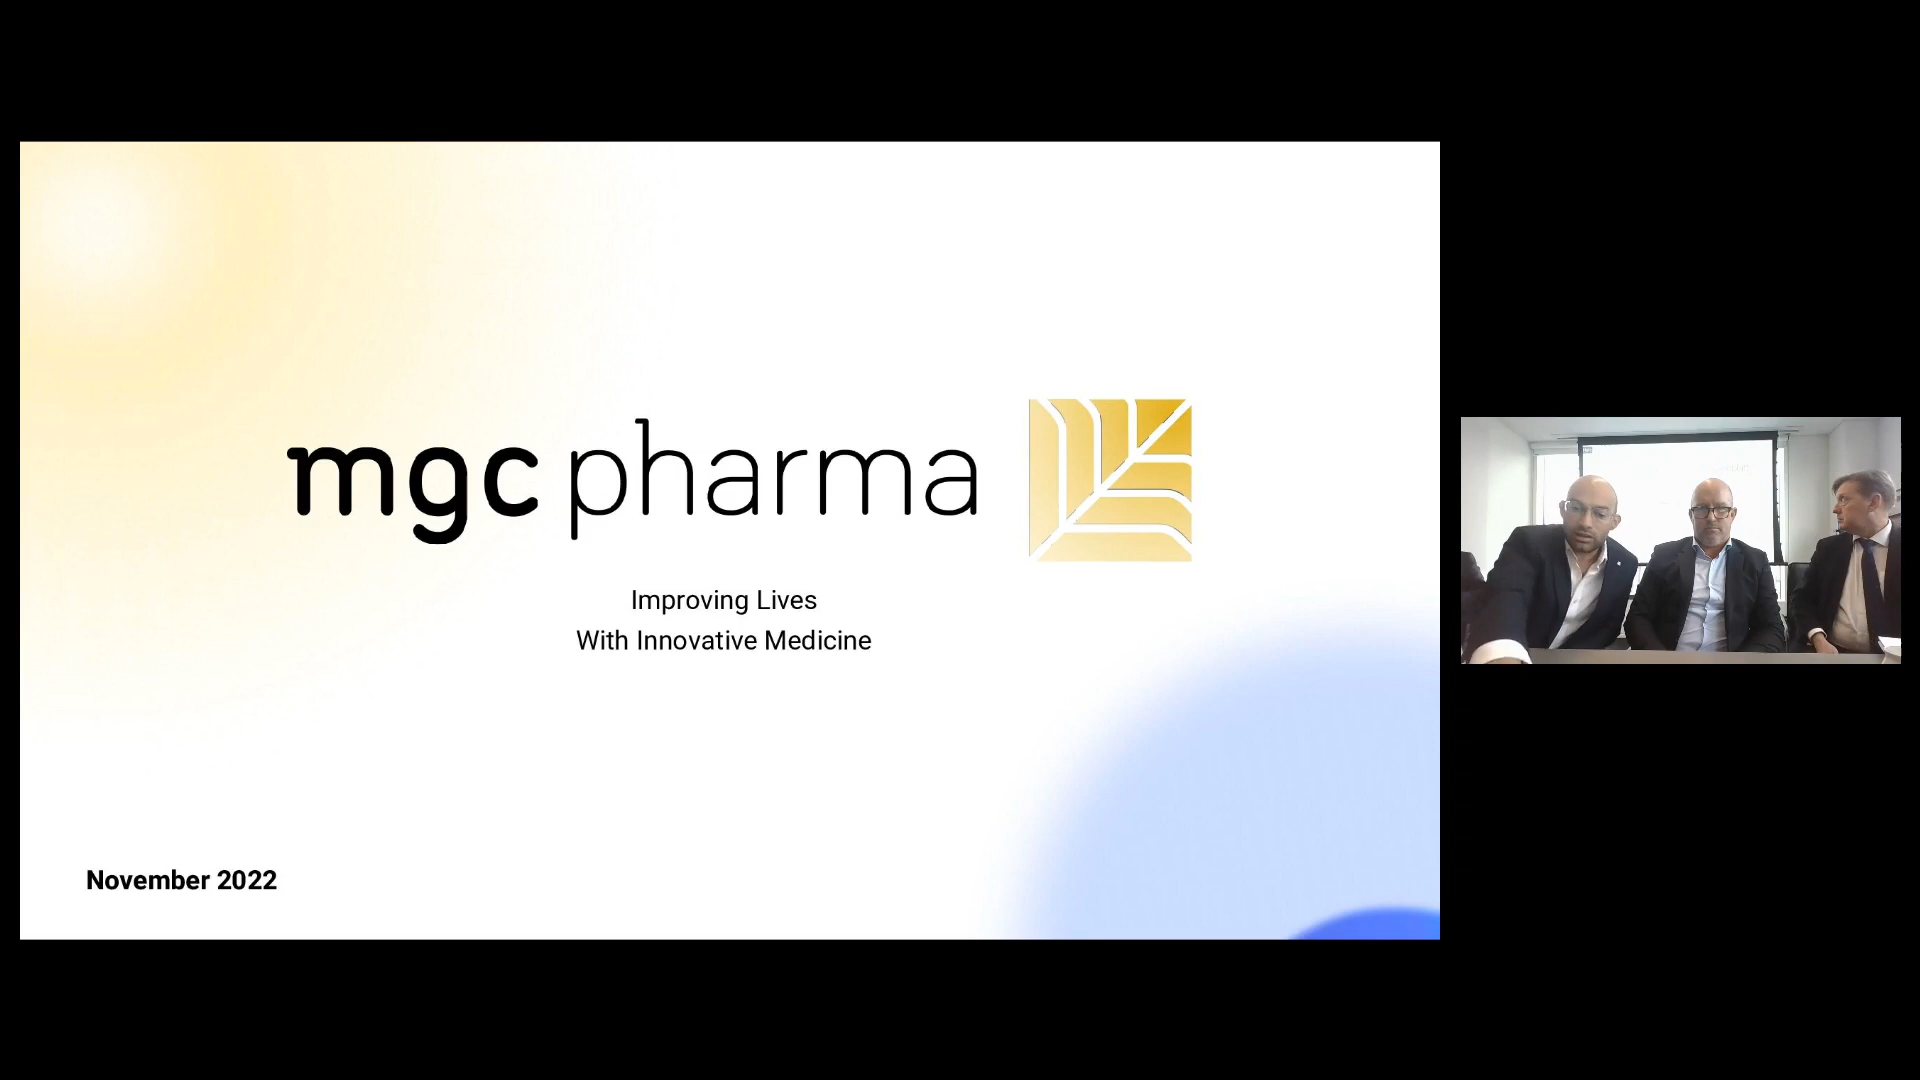 mgc pharma
Improving Lives
With Innovative Medicine
November 2022